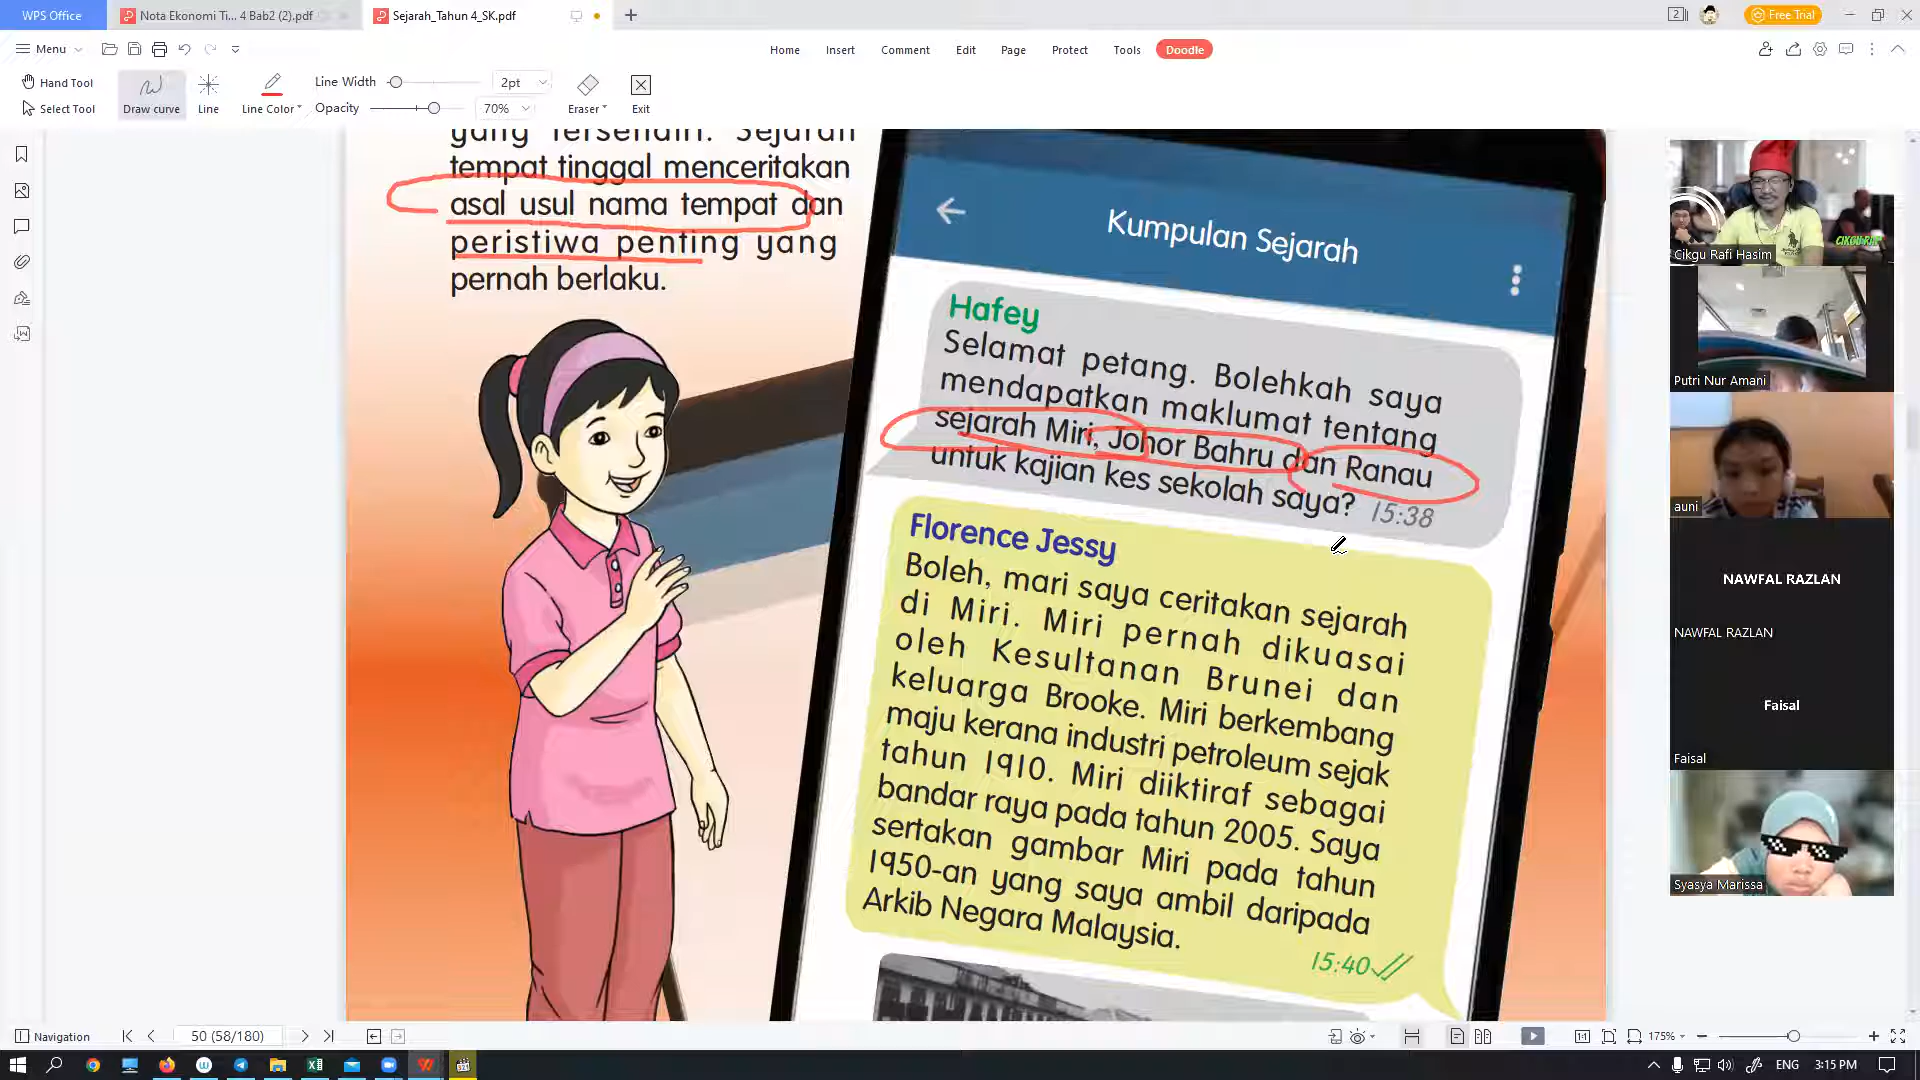 WPS Office
Nota Ekonomi Ti... 4 Bab2 (2).pdf
Sejarah_Tahun 4_SK.pdf
2
Free Trial
Menu
Home
Insert
Comment
Edit
Page
Protect
Tools
Doodle
Hand Tool
Select Tool
Draw curve
Line
Line Color
Line Width
2pt
Opacity
70%
Eraser
Exit
yang tersendiri. Sejarah
tempat tinggal menceritakan
asal usul nama tempat dan
peristiwa penting yang
pernah berlaku.
Kumpulan Sejarah
Hafey
Selamat petang. Bolehkah saya
mendapatkan maklumat tentang
sejarah Miri, Johor Bahru dan Ranau
untuk kajian kes sekolah saya?
15:38
Florence Jessy
Boleh, mari saya ceritakan sejarah
di Miri. Miri pernah dikuasai
oleh Kesultanan Brunei dan
keluarga Brooke. Miri berkembang
maju kerana industri petroleum sejak
tahun 1910. Miri diiktiraf sebagai
bandar raya pada tahun 2005. Saya
sertakan gambar Miri pada tahun
1950-an yang saya ambil daripada
Arkib Negara Malaysia.
15:40
CIKGU RAFI
Cikgu Rafi Hasim
Putri Nur Amani
auni
NAWFAL RAZLAN
NAWFAL RAZLAN
Faisal
Faisal
Syasya Marissa
Navigation
50 (58/180)
175%
ENG
3:15 PM